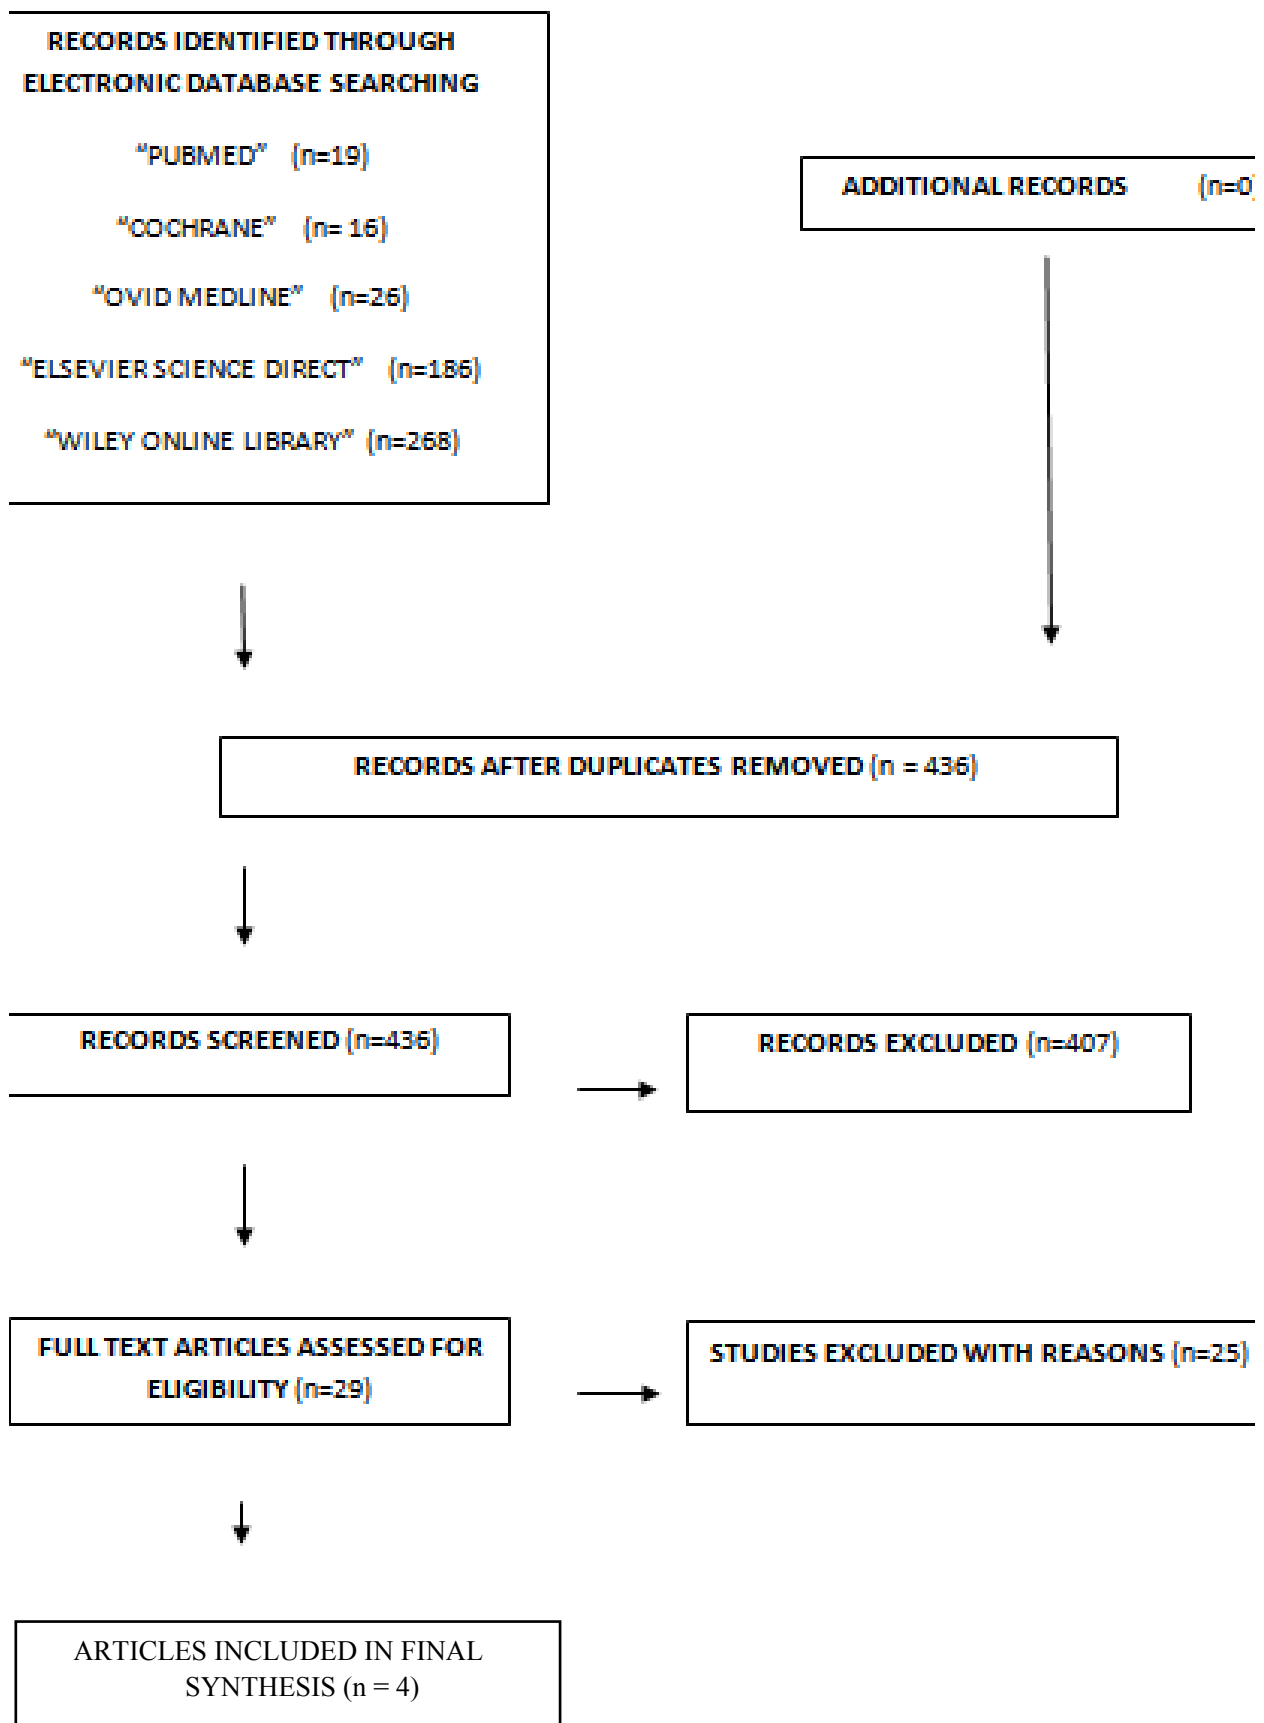 RECORDS IDENTIFIED THROUGH
ELECTRONIC DATABASE SEARCHING
“PUBMED” (n=19)
“COCHRANE” (n= 16)
“OVID MEDLINE” (n=26)
“ELSEVIER SCIENCE DIRECT” (n=186)
“WILEY ONLINE LIBRARY” (n=268)
ADDITIONAL RECORDS (n=0)
RECORDS AFTER DUPLICATES REMOVED (n = 436)
RECORDS SCREENED (n=436)
RECORDS EXCLUDED (n=407)
FULL TEXT ARTICLES ASSESSED FOR
ELIGIBILITY (n=29)
STUDIES EXCLUDED WITH REASONS (n=25)
ARTICLES INCLUDED IN FINAL
SYNTHESIS (n = 4)